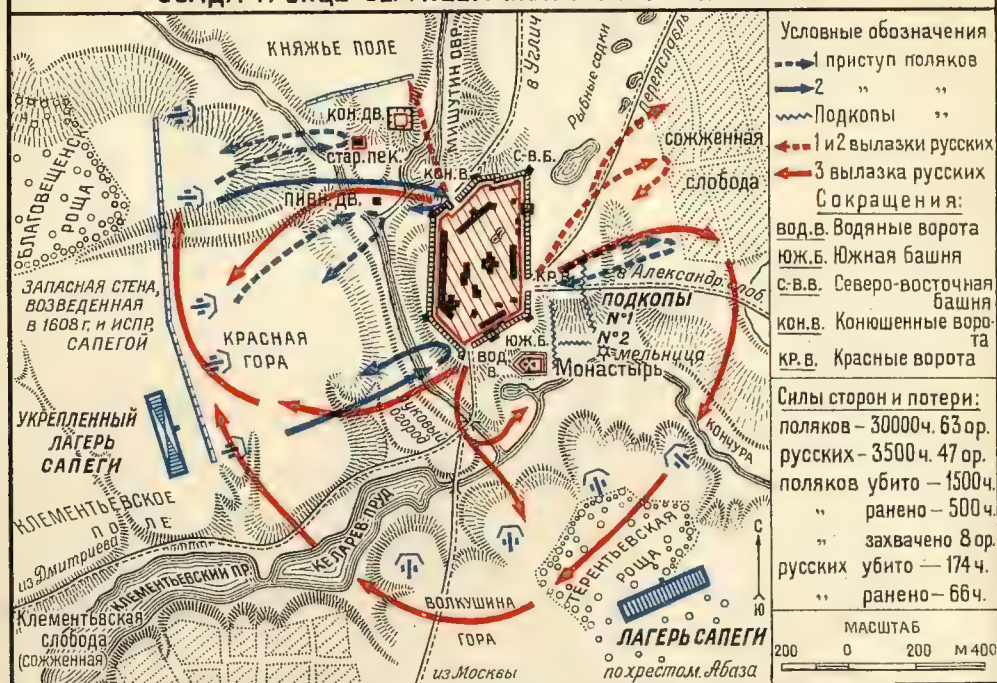 КНЯЖЬЕ ПОЛЕ
МИШУТИН ОВР.
в Углич
Рыбные садки
Переяславль
СОЖЖЕННАЯ
СЛОБОДА
КОН. ДВ.
СТАР. ПЕК.
КОН. В.
С-В. Б.
ПИВН. ДВ.
БЛАГОВЕЩЕНСК.
РОЩА
ЗАПАСНАЯ СТЕНА,
ВОЗВЕДЕННАЯ
в 1608 г. и ИСПР.
САПЕГОЙ
КРАСНАЯ
ГОРА
КР. В.
в Александр. слоб.
ПОДКОПЫ
№1
№2
мельница
Монастырь
ЮЖ. Б.
ВОД.
В.
УКРЕПЛЕННЫЙ
ЛАГЕРЬ
САПЕГИ
ОГОРОД
КОНЧУРА
КЛЕМЕНТЬЕВСКОЕ
ПОЛЕ
из Дмитриева
КЛЕМЕНТЬЕВСКИЙ ПР.
КЕЛАРЕВ ПРУД
ТЕРЕНТЬЕВСКАЯ
РОЩА
Клементьевская
слобода
(сожженная)
ВОЛКУШИНА
ГОРА
из Москвы
ЛАГЕРЬ САПЕГИ
по хрестом. Абаза
С
Ю
Условные обозначения
1 приступ поляков
2 " "
Подкопы "
1 и 2 вылазки русских
3 вылазка русских
Сокращения:
ВОД. В. Водяные ворота
ЮЖ. Б. Южная башня
С-В. В. Северо-восточная
башня
КОН. В. Конюшенные воро-
та
КР. В. Красные ворота
Силы сторон и потери:
поляков – 30000 ч. 63 ор.
русских – 3500 ч. 47 ор.
поляков убито – 1500 ч.
" ранено – 500 ч.
" захвачено 8 ор.
русских убито – 174 ч.
" ранено – 66 ч.
МАСШТАБ
200 0 200 М 400